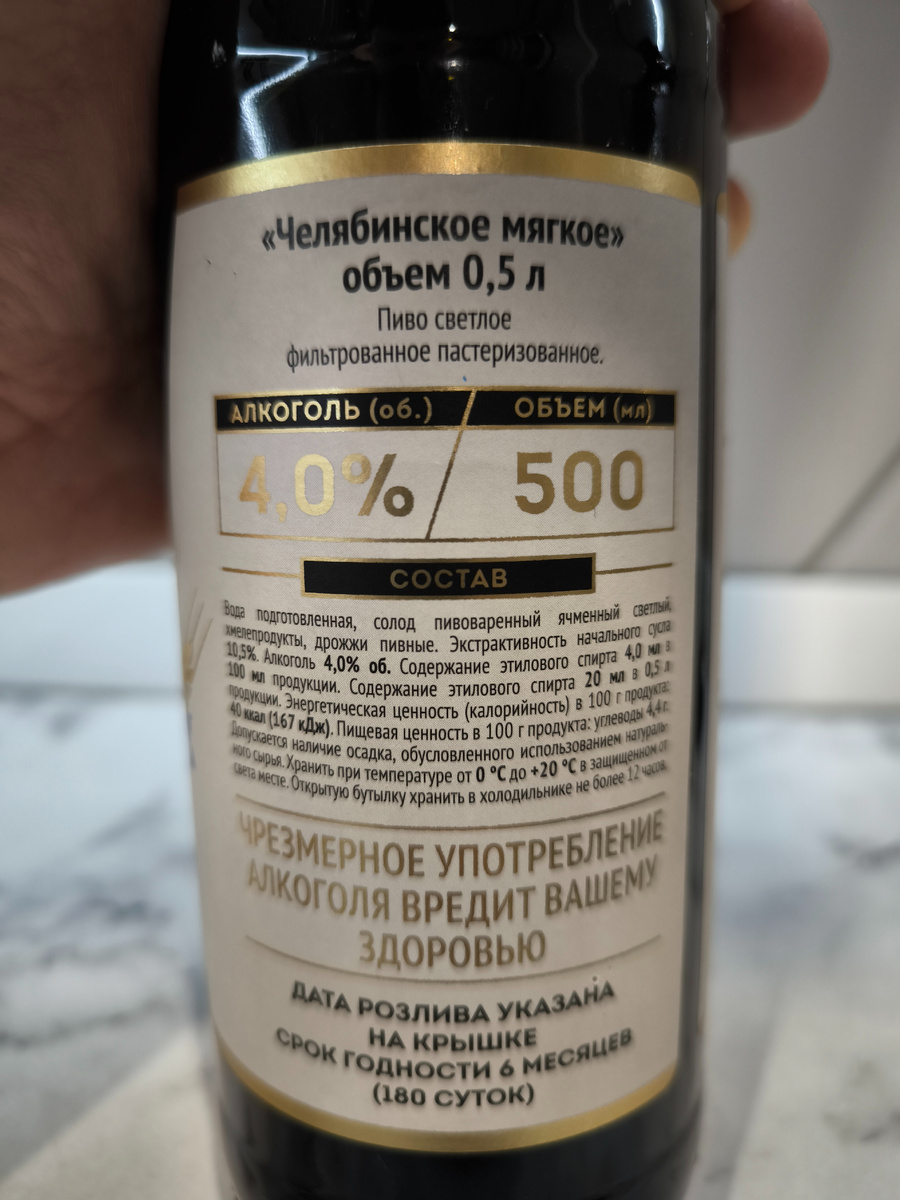 «Челябинское мягкое»
объем 0,5 л
Пиво светлое
фильтрованное пастеризованное.
АЛКОГОЛЬ (об.) ОБЪЕМ (мл)
4,0% 500
СОСТАВ
Вода подготовленная, солод пивоваренный ячменный светлый,
хмелепродукты, дрожжи пивные. Экстрактивность начального сусла
10,5%. Алкоголь 4,0% об. Содержание этилового спирта 4,0 мл в
100 мл продукции. Содержание этилового спирта 20 мл в 0,5 л
продукции. Энергетическая ценность (калорийность) в 100 г продукта:
40 ккал (167 кДж). Пищевая ценность в 100 г продукта: углеводы 4,4 г.
Допускается наличие осадка, обусловленного использованием натураль-
ного сырья. Хранить при температуре от 0 °С до +20 °С в защищенном от
света месте. Открытую бутылку хранить в холодильнике не более 12 часов.
ЧРЕЗМЕРНОЕ УПОТРЕБЛЕНИЕ
АЛКОГОЛЯ ВРЕДИТ ВАШЕМУ
ЗДОРОВЬЮ
ДАТА РОЗЛИВА УКАЗАНА
НА КРЫШКЕ
СРОК ГОДНОСТИ 6 МЕСЯЦЕВ
(180 СУТОК)